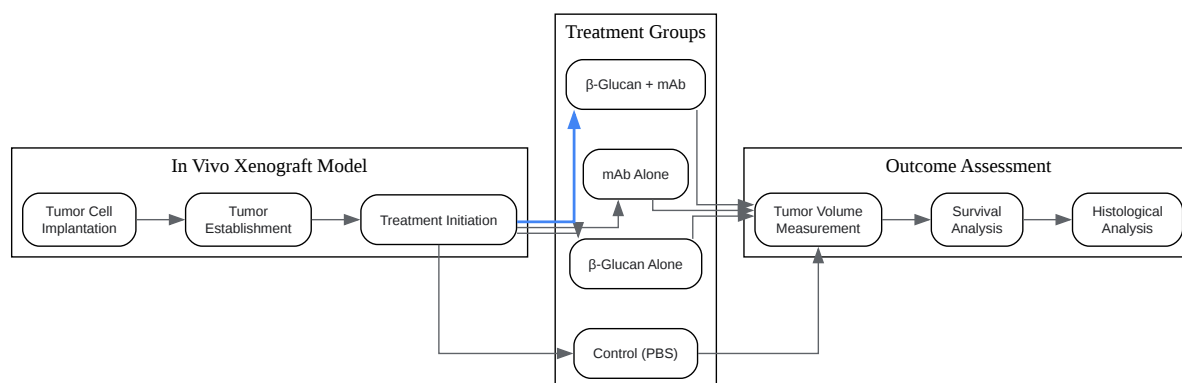 In Vivo Xenograft Model
Tumor Cell
Implantation
Tumor
Establishment
Treatment Initiation
Treatment Groups
β-Glucan + mAb
mAb Alone
β-Glucan Alone
Control (PBS)
Outcome Assessment
Tumor Volume
Measurement
Survival
Analysis
Histological
Analysis